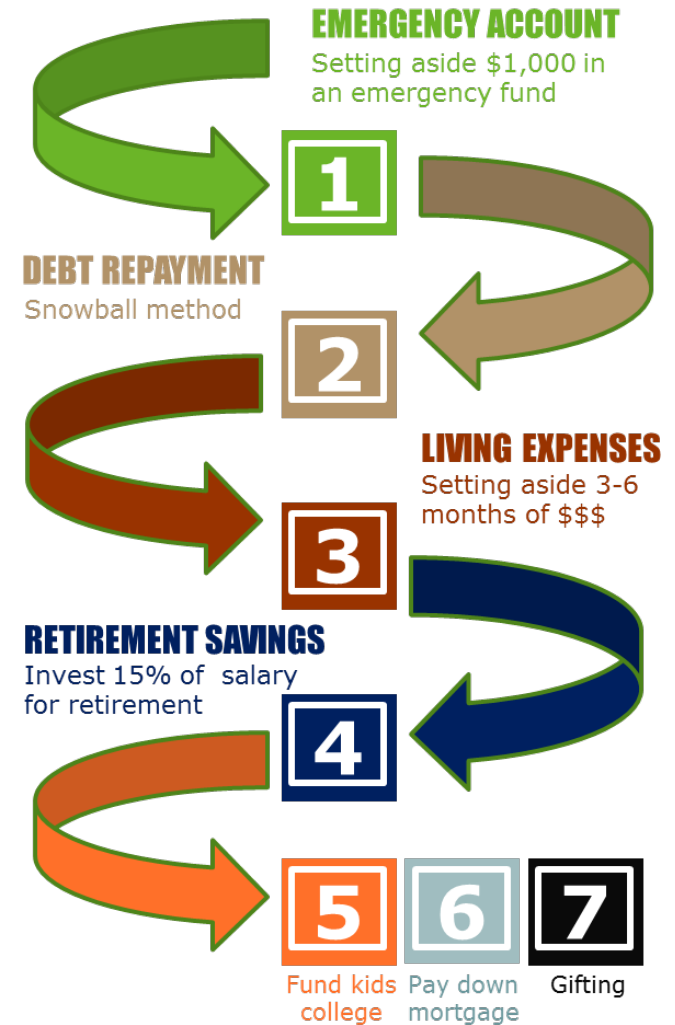 EMERGENCY ACCOUNT
Setting aside $1,000 in
an emergency fund
1
DEBT REPAYMENT
Snowball method
2
LIVING EXPENSES
Setting aside 3-6
months of $$$
3
RETIREMENT SAVINGS
Invest 15% of  salary
for retirement
4
5
6
7
Fund kids
college
Pay down
mortgage
Gifting